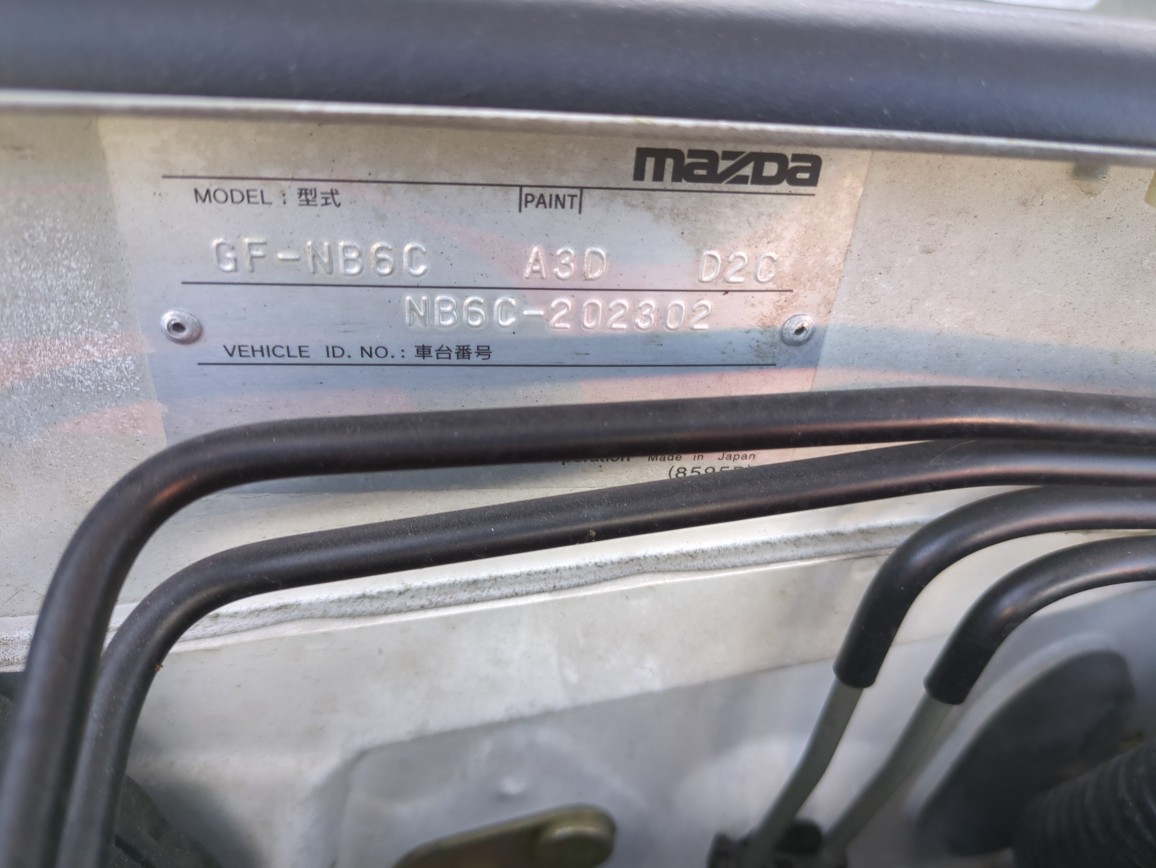 mazda
MODEL : 型式 PAINT
GF-NB6C A3D D2C
NB6C-202302
VEHICLE ID. NO. : 車台番号
Made in Japan